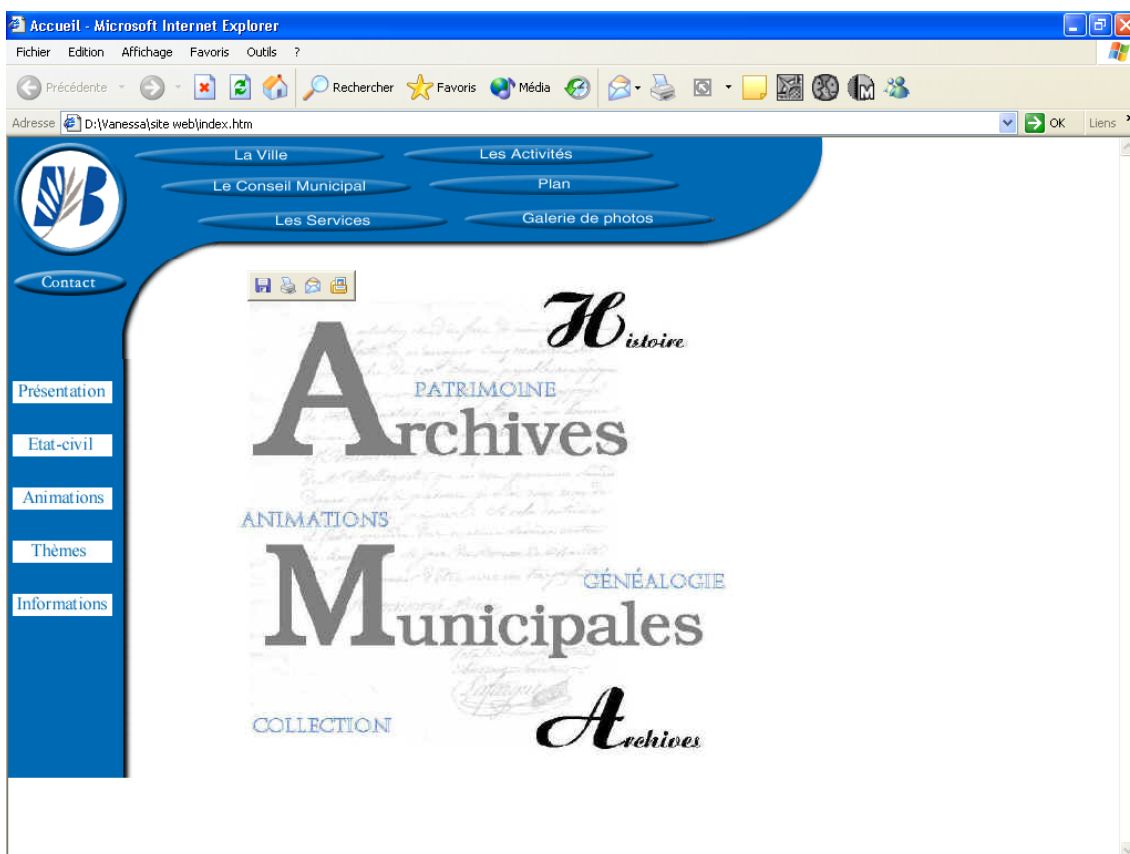 Accueil - Microsoft Internet Explorer
Fichier Edition Affichage Favoris Outils ?
Précédente Rechercher Favoris Média
Adresse D:\Vanessa\site web\index.htm OK Liens
La Ville Les Activités
Le Conseil Municipal Plan
Les Services Galerie de photos
B
Contact
Histoire
Présentation
PATRIMOINE
Archives
Etat-civil
Animations
ANIMATIONS
Thèmes
GÉNÉALOGIE
Informations
Municipales
COLLECTION
Archives